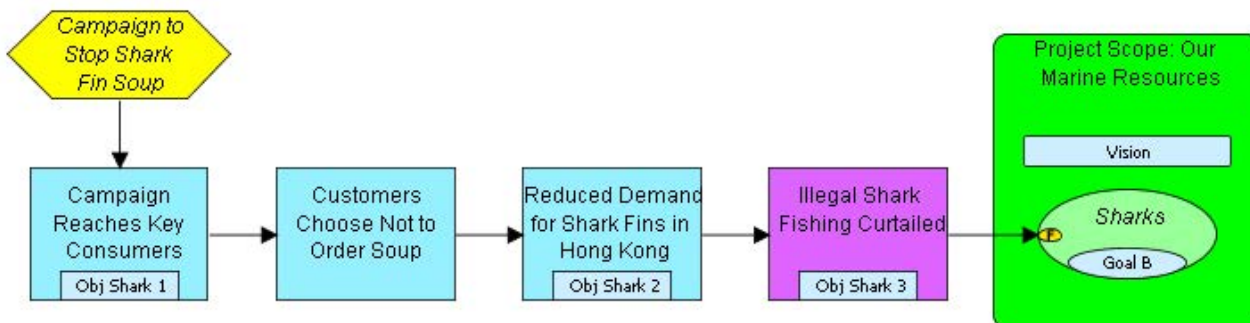 Campaign to
Stop Shark
Fin Soup
Campaign
Reaches Key
Consumers
Obj Shark 1
Customers
Choose Not to
Order Soup
Reduced Demand
for Shark Fins in
Hong Kong
Obj Shark 2
Illegal Shark
Fishing Curtailed
Obj Shark 3
Project Scope: Our
Marine Resources
Vision
Sharks
F
Goal B